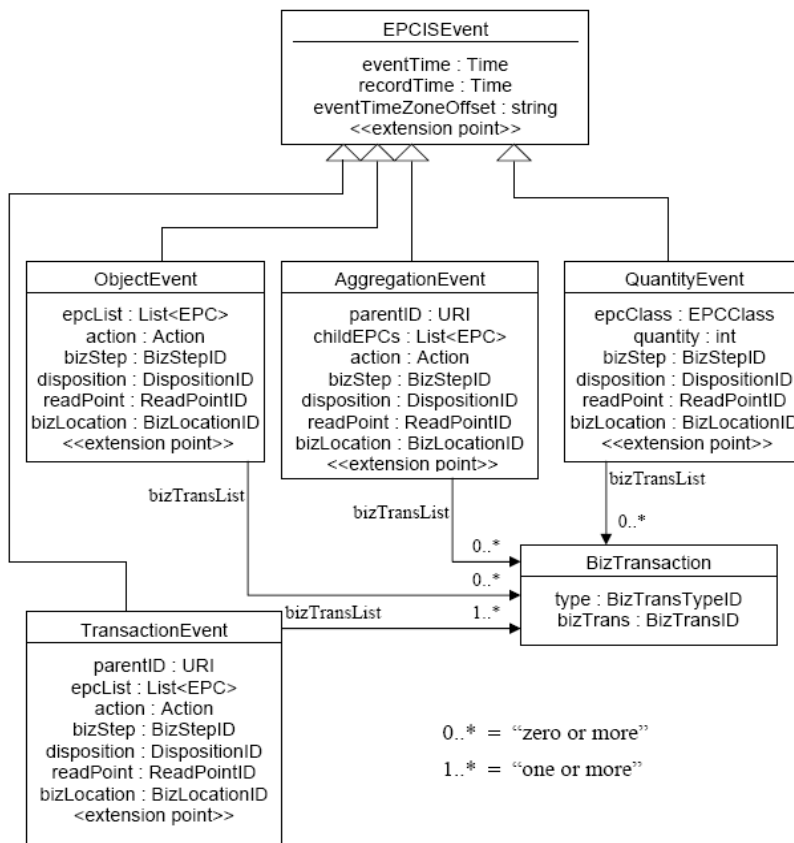 EPCISEvent
eventTime : Time
recordTime : Time
eventTimeZoneOffset : string
<<extension point>>
ObjectEvent
epcList : List<EPC>
action : Action
bizStep : BizStepID
disposition : DispositionID
readPoint : ReadPointID
bizLocation : BizLocationID
<<extension point>>
AggregationEvent
parentID : URI
childEPCs : List<EPC>
action : Action
bizStep : BizStepID
disposition : DispositionID
readPoint : ReadPointID
bizLocation : BizLocationID
<<extension point>>
QuantityEvent
epcClass : EPCClass
quantity : int
bizStep : BizStepID
disposition : DispositionID
readPoint : ReadPointID
bizLocation : BizLocationID
<<extension point>>
bizTransList
bizTransList
bizTransList
0..*
0..*
0..*
BizTransaction
type : BizTransTypeID
bizTrans : BizTransID
bizTransList
1..*
TransactionEvent
parentID : URI
epcList : List<EPC>
action : Action
bizStep : BizStepID
disposition : DispositionID
readPoint : ReadPointID
bizLocation : BizLocationID
<extension point>>
0..* = “zero or more”
1..* = “one or more”